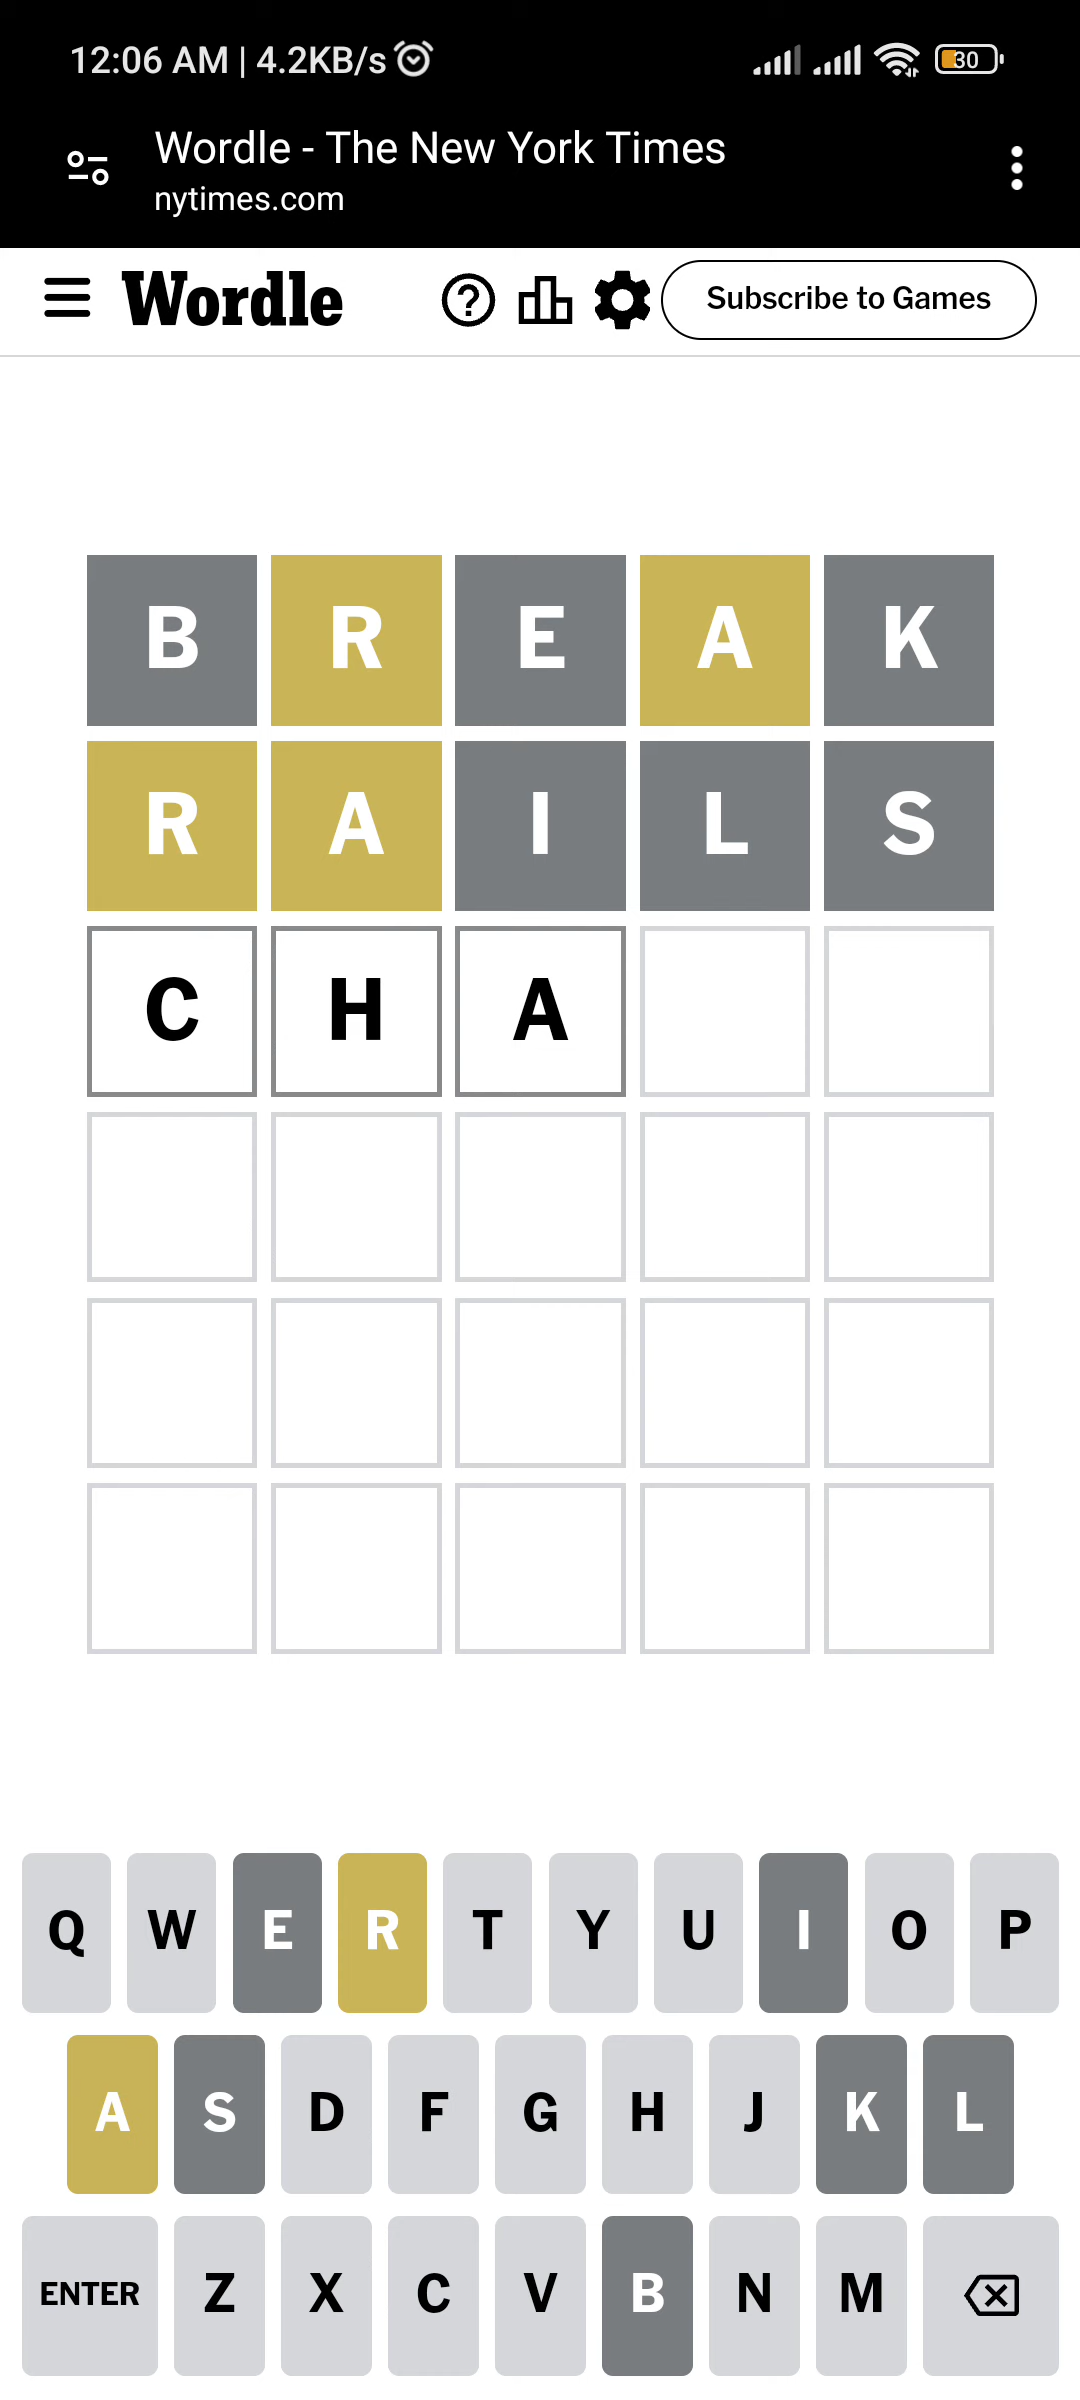 12:06 AM | 4.2KB/s
30
Wordle - The New York Times
nytimes.com
Wordle
?
Subscribe to Games
B R E A K
R A I L S
C H A
Q W E R T Y U I O P
A S D F G H J K L
ENTER Z X C V B N M